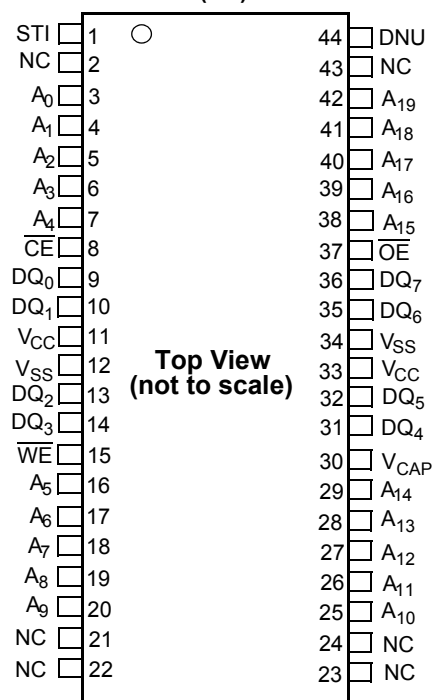 STI 1 44 DNU
NC 2 43 NC
A0 3 42 A19
A1 4 41 A18
A2 5 40 A17
A3 6 39 A16
A4 7 38 A15
C̅E̅ 8 37 O̅E̅
DQ0 9 36 DQ7
DQ1 10 35 DQ6
VCC 11 34 VSS
VSS 12 33 VCC
DQ2 13 32 DQ5
DQ3 14 31 DQ4
W̅E̅ 15 30 VCAP
A5 16 29 A14
A6 17 28 A13
A7 18 27 A12
A8 19 26 A11
A9 20 25 A10
NC 21 24 NC
NC 22 23 NC
Top View
(not to scale)